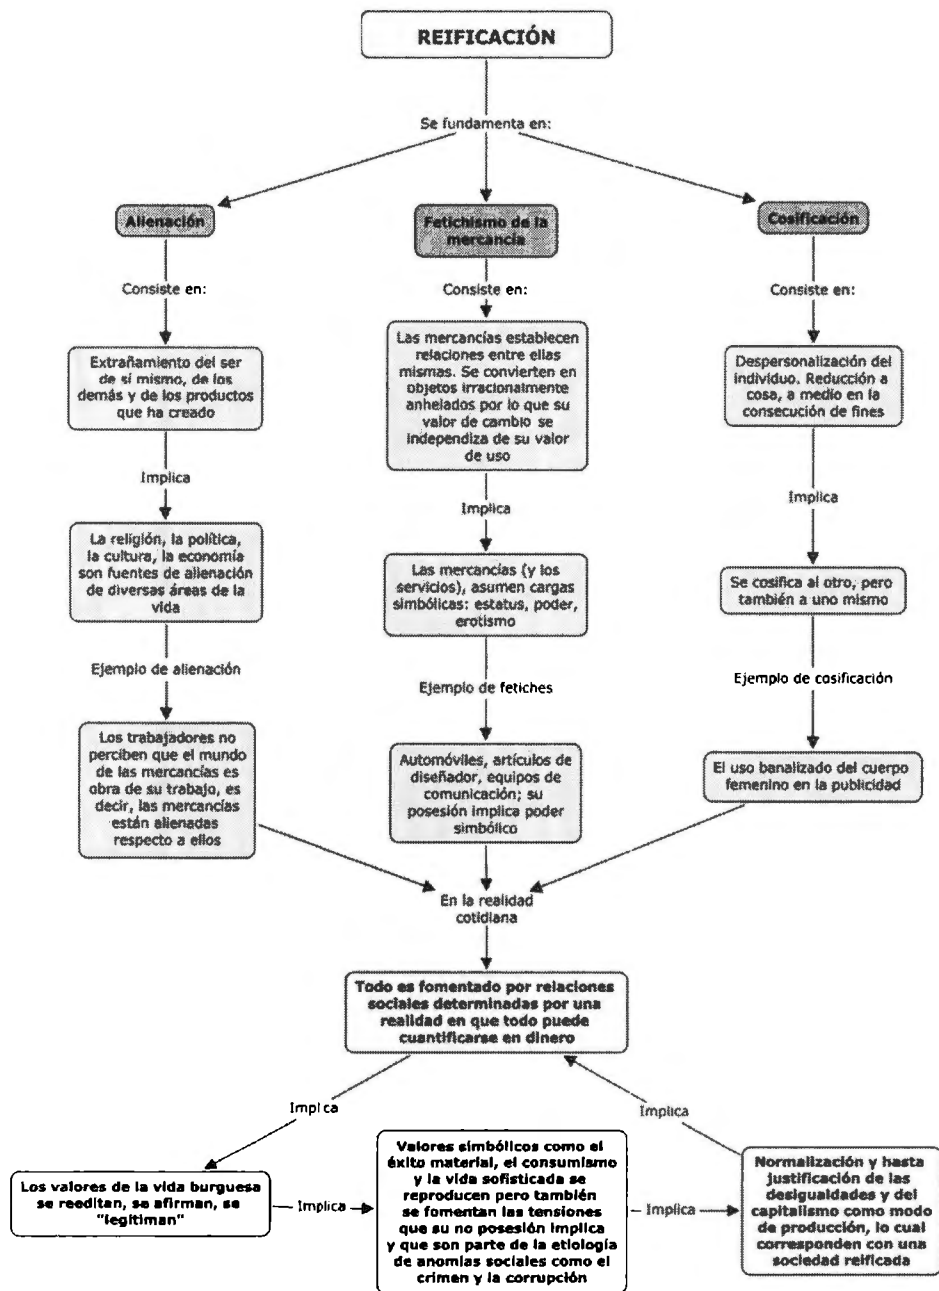 REIFICACIÓN
Se fundamenta en:
Alienación
Fetichismo de la
mercancía
Cosificación
Consiste en:
Consiste en:
Consiste en:
Extrañamiento del ser
de sí mismo, de los
demás y de los productos
que ha creado
Las mercancías establecen
relaciones entre ellas
mismas. Se convierten en
objetos irracionalmente
anhelados por lo que su
valor de cambio se
independiza de su valor
de uso
Despersonalización del
individuo. Reducción a
cosa, a medio en la
consecución de fines
Implica
Implica
Implica
La religión, la política,
la cultura, la economía
son fuentes de alienación
de diversas áreas de la
vida
Las mercancías (y los
servicios), asumen cargas
simbólicas: estatus, poder,
erotismo
Se cosifica al otro, pero
también a uno mismo
Ejemplo de alienación
Ejemplo de fetiches
Ejemplo de cosificación
Los trabajadores no
perciben que el mundo
de las mercancías es
obra de su trabajo, es
decir, las mercancías
están alienadas
respecto a ellos
Automóviles, artículos de
diseñador, equipos de
comunicación; su
posesión implica poder
simbólico
El uso banalizado del cuerpo
femenino en la publicidad
En la realidad
cotidiana
Todo es fomentado por relaciones
sociales determinadas por una
realidad en que todo puede
cuantificarse en dinero
Implica
Implica
Los valores de la vida burguesa
se reeditan, se afirman, se
"legitiman"
Implica
Valores simbólicos como el
éxito material, el consumismo
y la vida sofisticada se
reproducen pero también
se fomentan las tensiones
que su no posesión implica
y que son parte de la etiología
de anomias sociales como el
crimen y la corrupción
Implica
Normalización y hasta
justificación de las
desigualdades y del
capitalismo como modo
de producción, lo cual
corresponden con una
sociedad reificada